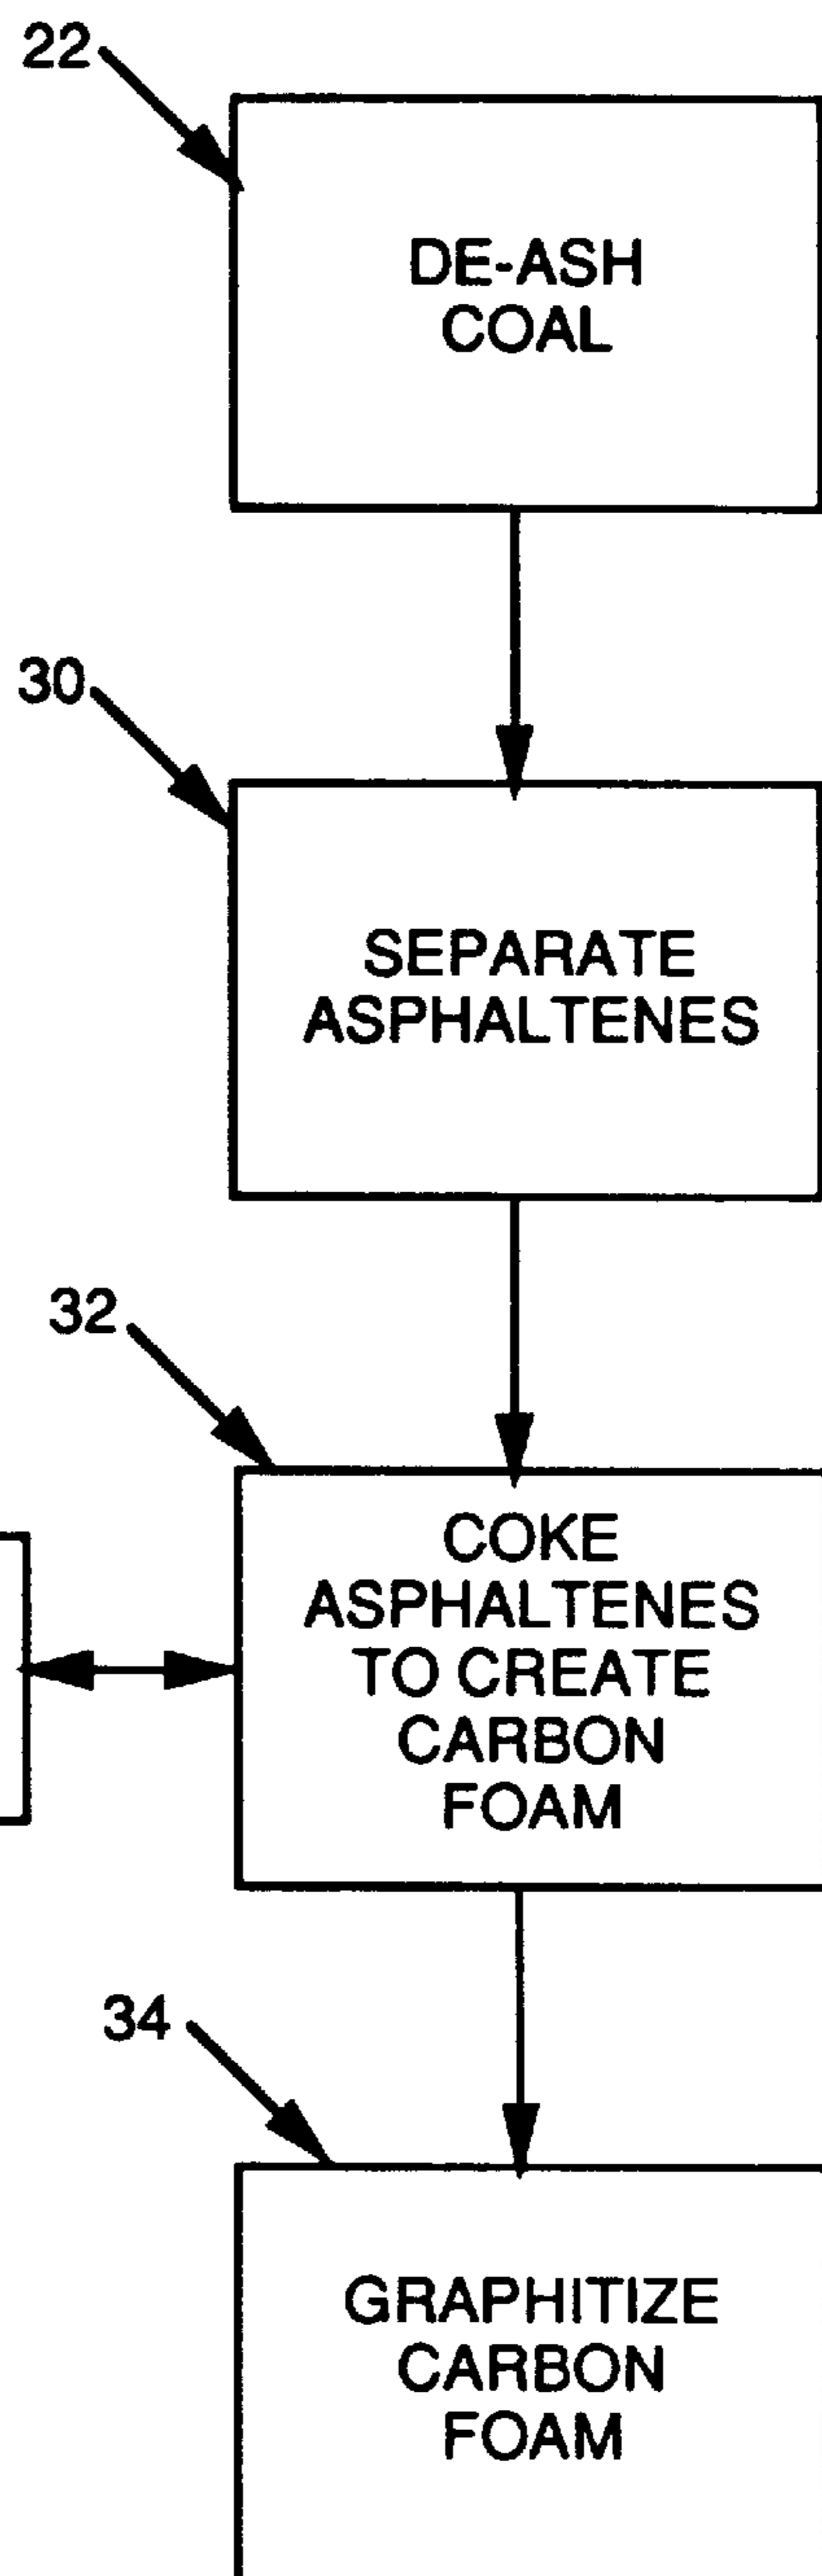 22
DE-ASH
COAL
30
SEPARATE
ASPHALTENES
32
COKE
ASPHALTENES
TO CREATE
CARBON
FOAM
34
GRAPHITIZE
CARBON
FOAM